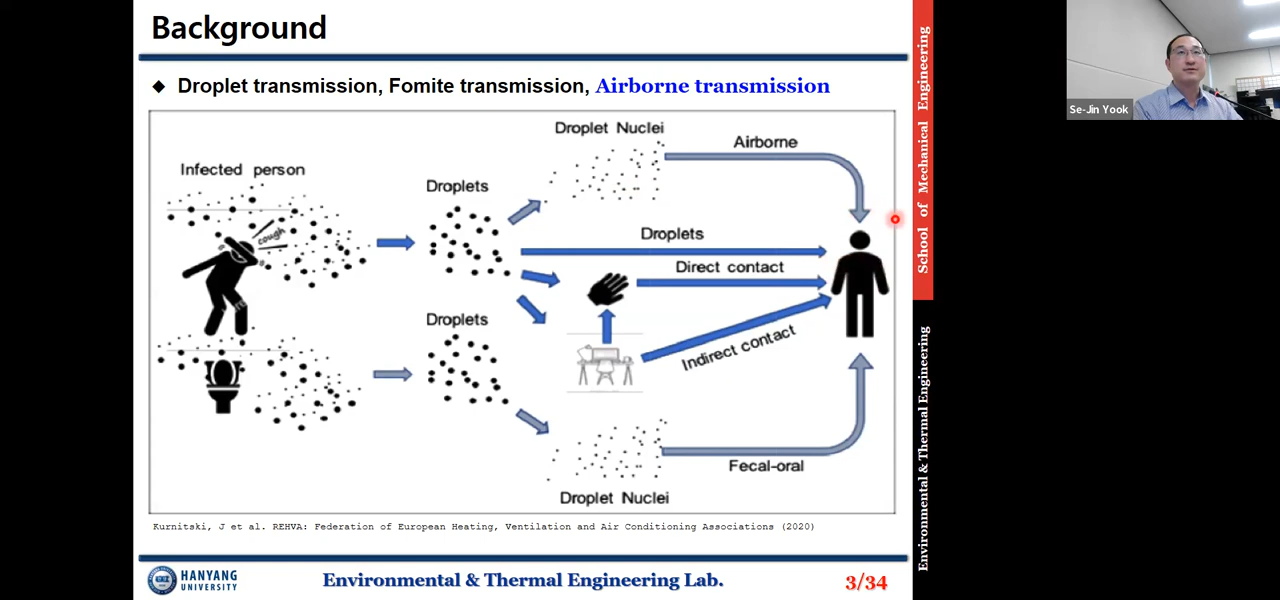 Background
◆ Droplet transmission, Fomite transmission, Airborne transmission
Droplet Nuclei
Airborne
Infected person
Droplets
cough
Droplets
Direct contact
Droplets
Indirect contact
Fecal-oral
Droplet Nuclei
Kurnitski, J et al. REHVA: Federation of European Heating, Ventilation and Air Conditioning Associations (2020)
HANYANG
UNIVERSITY
Environmental & Thermal Engineering Lab.
3/34
School of Mechanical Engineering
Environmental & Thermal Engineering
Se-Jin Yook